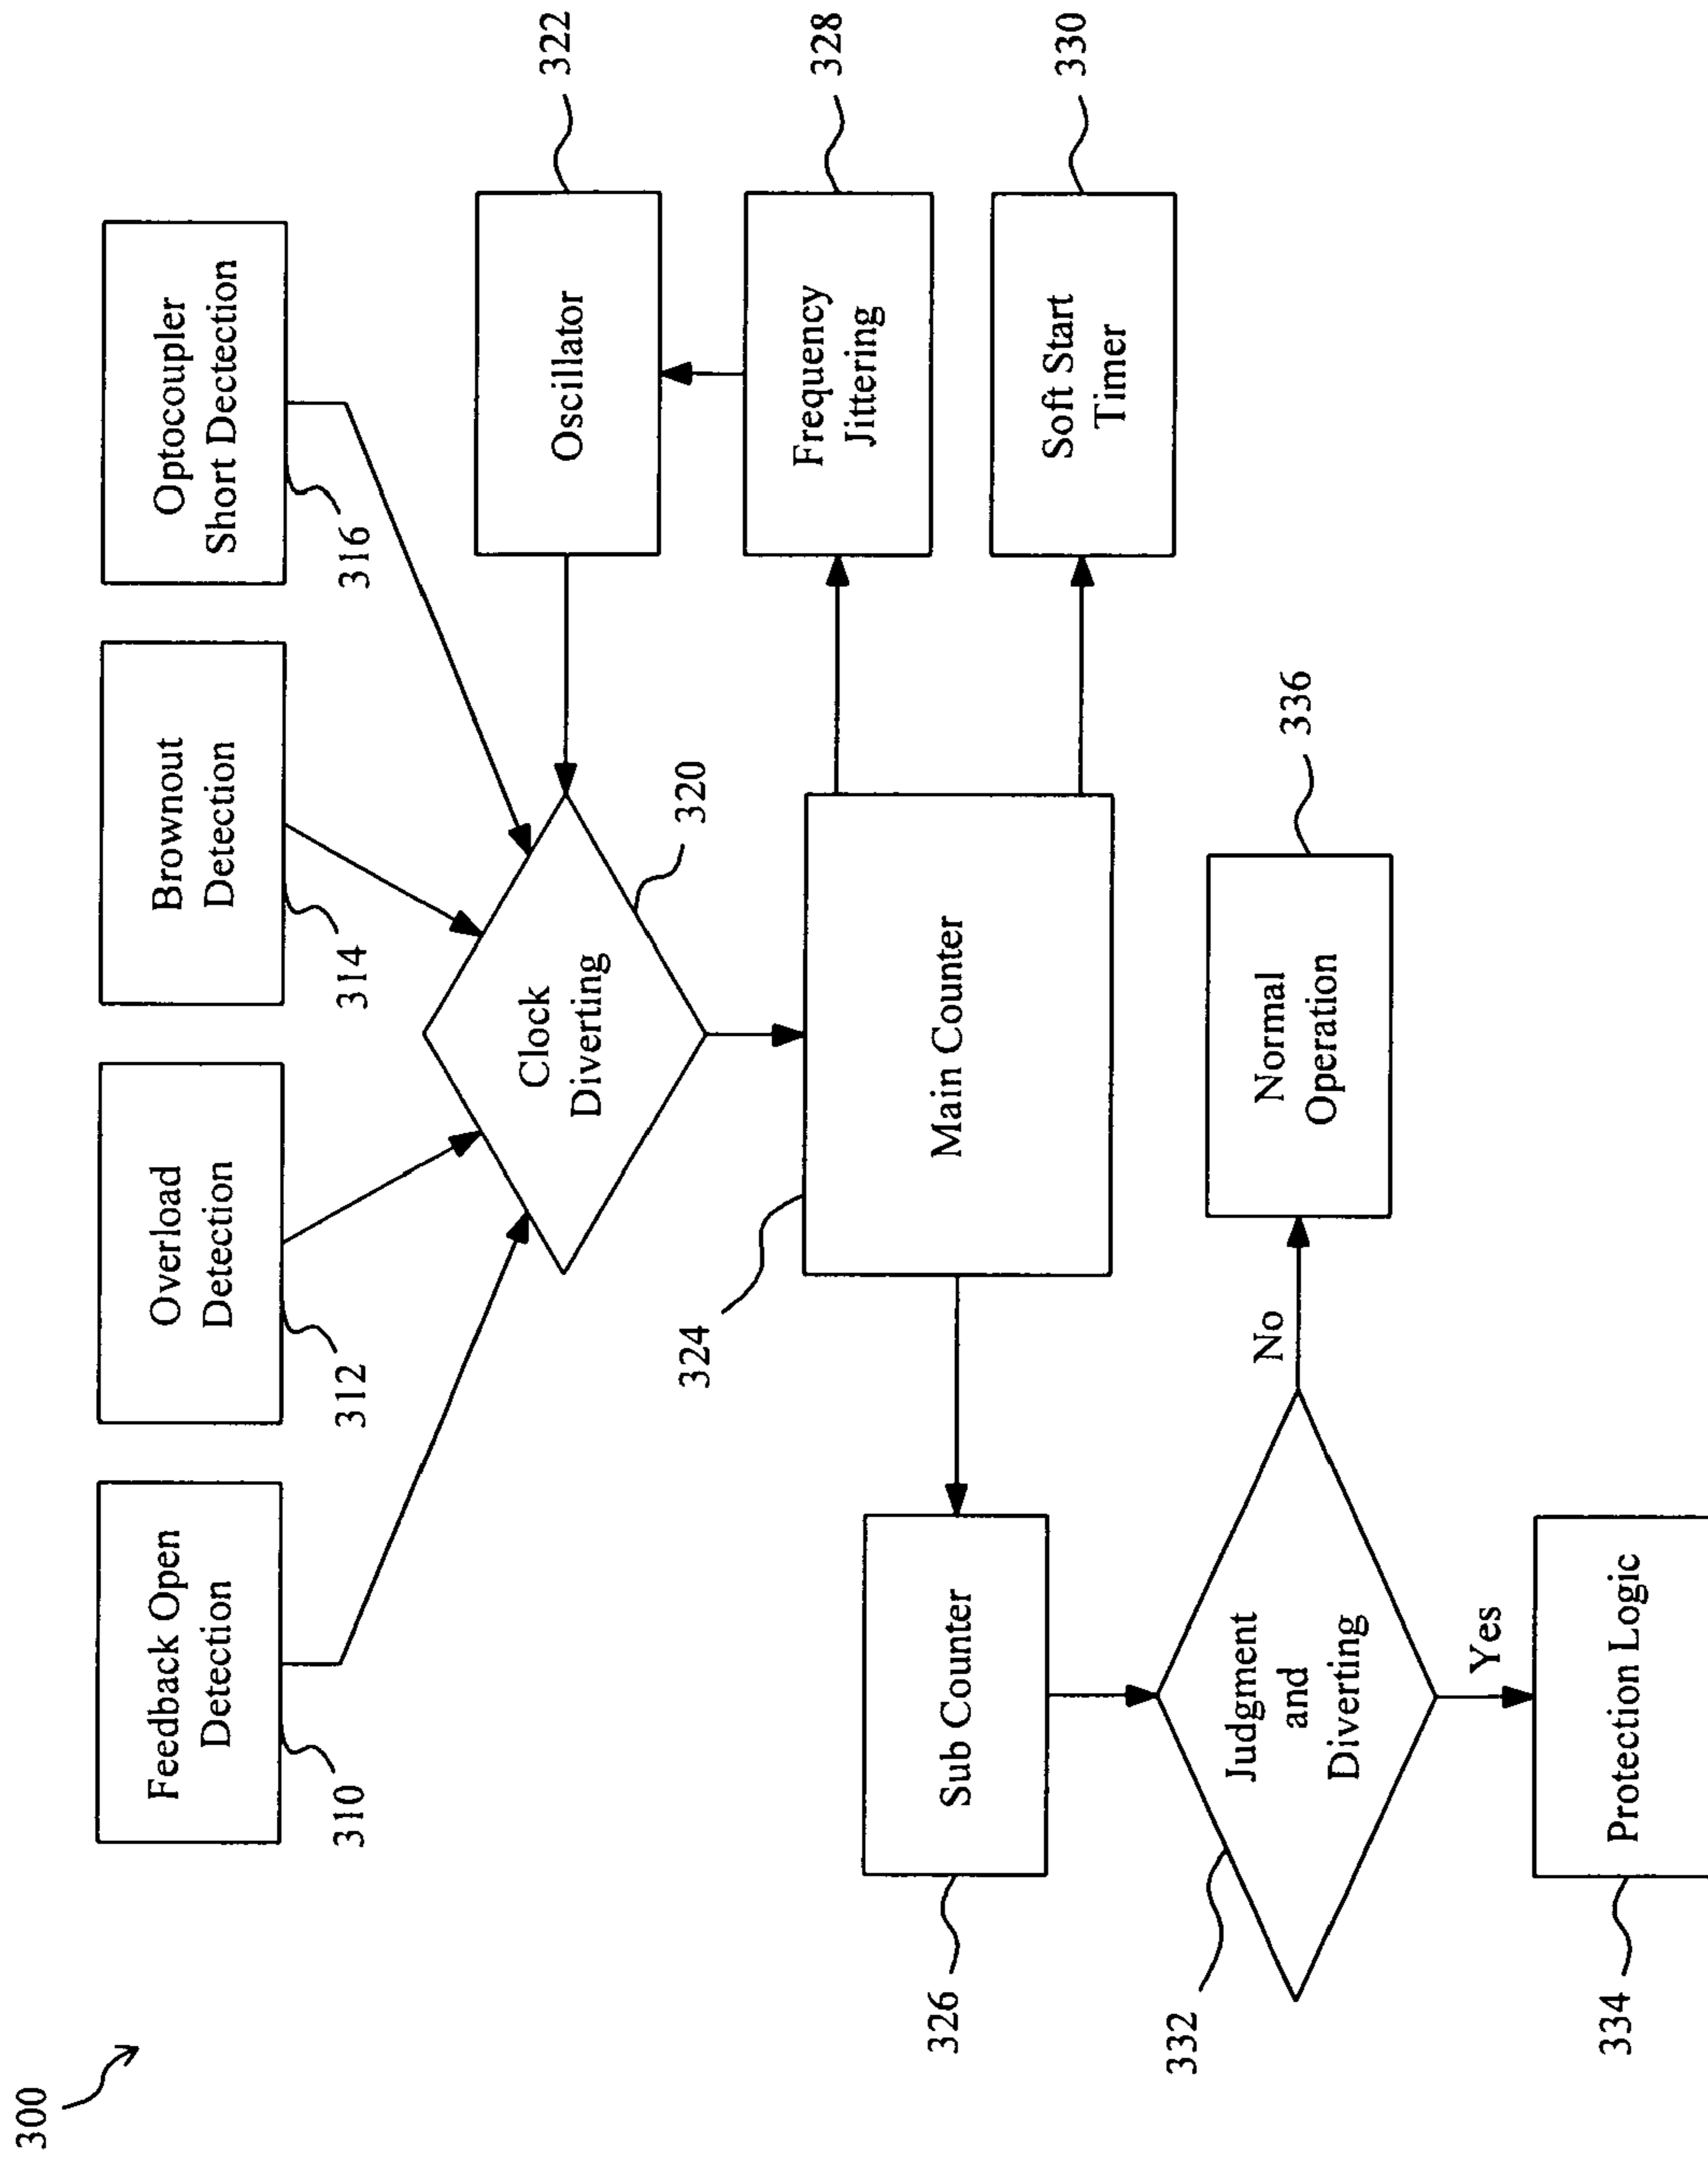 300
Feedback Open
Detection
310
Overload
Detection
312
Brownout
Detection
314
Optocoupler
Short Dectection
316
Clock
Diverting
320
Oscillator
322
Main Counter
324
Frequency
Jittering
328
Soft Start
Timer
330
Sub Counter
326
Judgment
and
Diverting
332
No
Normal
Operation
336
Yes
Protection Logic
334